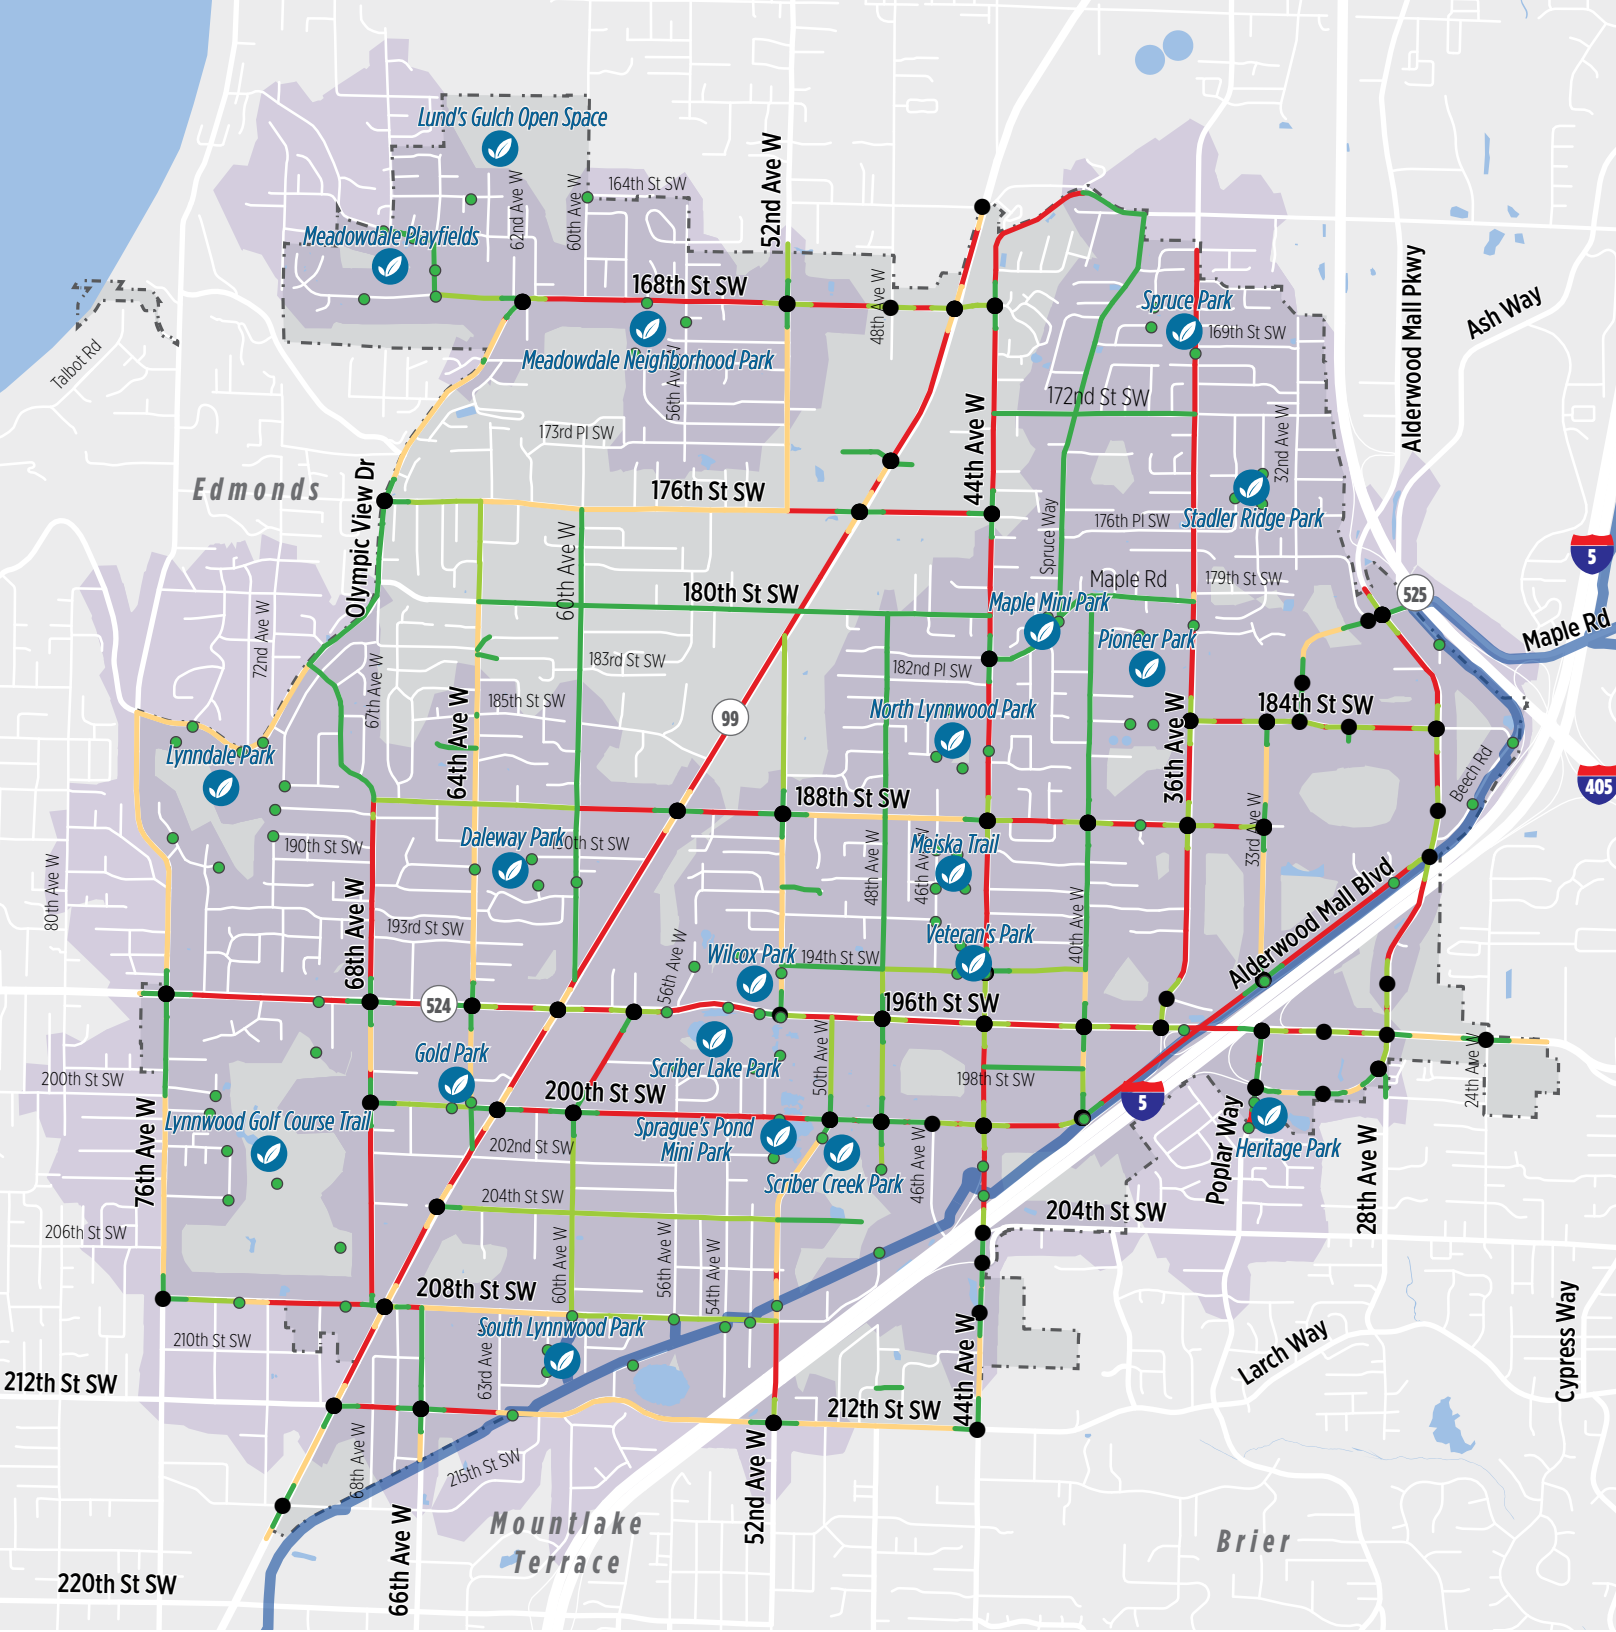 Lund's Gulch Open Space
52nd Ave W
164th St SW
62nd Ave W
60th Ave W
Meadowdale Playfields
168th St SW
48th Ave W
Spruce Park
169th St SW
Alderwood Mall Pkwy
Ash Way
Talbot Rd
Meadowdale Neighborhood Park
56th Ave W
172nd St SW
44th Ave W
32nd Ave W
173rd Pl SW
Edmonds
Olympic View Dr
176th St SW
Spruce Way
176th Pl SW
Stadler Ridge Park
5
60th Ave W
180th St SW
Maple Rd
179th St SW
525
Maple Mini Park
Maple Rd
72nd Ave W
Pioneer Park
67th Ave W
183rd St SW
182nd Pl SW
64th Ave W
185th St SW
99
North Lynnwood Park
36th Ave W
184th St SW
Lynndale Park
Beech Rd
405
188th St SW
33rd Ave W
Daleway Park
190th St SW
48th Ave W
46th Ave W
Meiska Trail
80th Ave W
68th Ave W
193rd St SW
40th Ave W
Alderwood Mall Blvd
Veteran's Park
56th Ave W
Wilcox Park
194th St SW
524
196th St SW
Gold Park
Scriber Lake Park
50th Ave W
198th St SW
24th Ave W
200th St SW
200th St SW
5
76th Ave W
Lynnwood Golf Course Trail
Sprague's Pond
Mini Park
202nd St SW
46th Ave W
Poplar Way
Heritage Park
28th Ave W
Scriber Creek Park
204th St SW
204th St SW
206th St SW
60th Ave W
56th Ave W
54th Ave W
208th St SW
210th St SW
South Lynnwood Park
63rd Ave W
44th Ave W
Larch Way
Cypress Way
212th St SW
212th St SW
68th Ave W
215th St SW
52nd Ave W
66th Ave W
Mountlake
Terrace
Brier
220th St SW